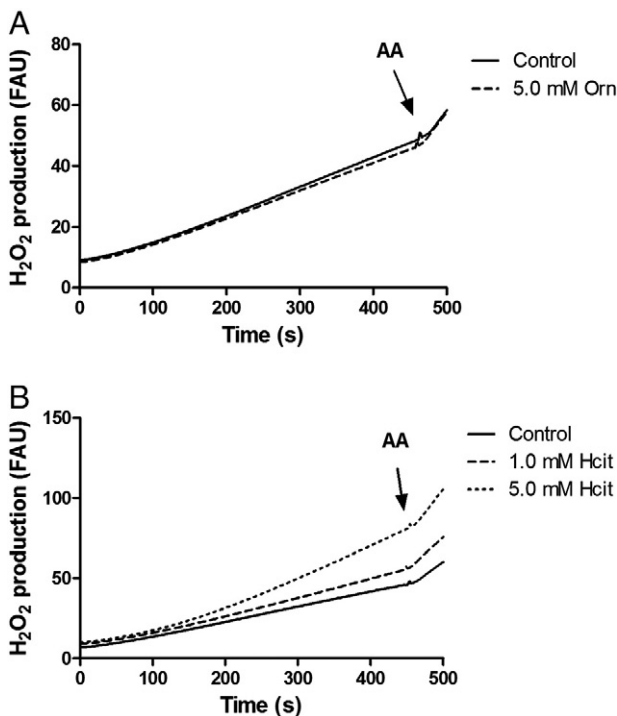 A
H₂O₂ production (FAU)
80
60
40
20
0
AA
Control
5.0 mM Orn
0 100 200 300 400 500
Time (s)
B
H₂O₂ production (FAU)
150
100
50
0
AA
Control
1.0 mM Hcit
5.0 mM Hcit
0 100 200 300 400 500
Time (s)